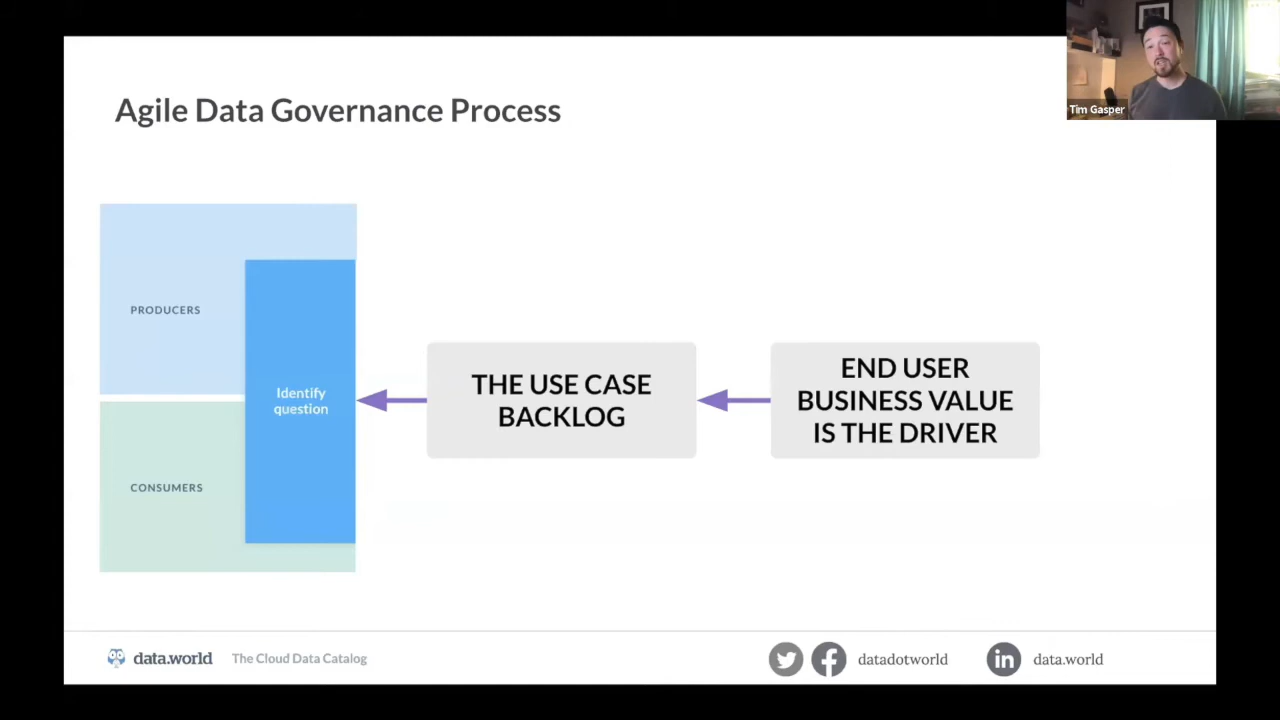 Tim Gasper
Agile Data Governance Process
PRODUCERS
CONSUMERS
Identify
question
THE USE CASE
BACKLOG
END USER
BUSINESS VALUE
IS THE DRIVER
data.world
The Cloud Data Catalog
datadotworld
in
data.world